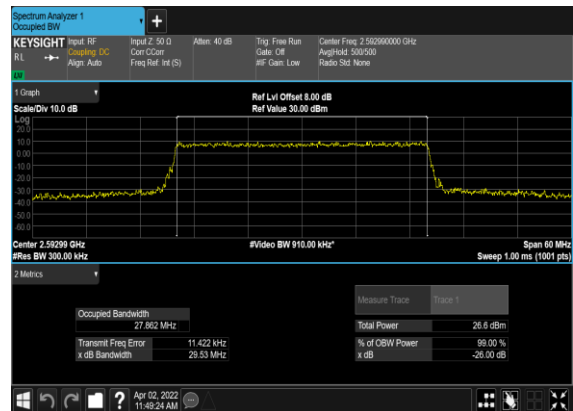 Spectrum Analyzer 1
Occupied BW
+
KEYSIGHT Input: RF Input Z: 50 Ω Atten: 40 dB Trig: Free Run Center Freq: 2.592990000 GHz
RL Coupling: DC Corr CCorr Gate: Off Avg|Hold: 500/500
Align: Auto Freq Ref: Int (S) #IF Gain: Low Radio Std: None
1 Graph
Ref Lvl Offset 8.00 dB
Scale/Div 10.0 dB Ref Value 30.00 dBm
Log
20.0
10.0
0.00
-10.0
-20.0
-30.0
-40.0
-50.0
-60.0
Center 2.59299 GHz #Video BW 910.00 kHz* Span 60 MHz
#Res BW 300.00 kHz Sweep 1.00 ms (1001 pts)
2 Metrics
Measure Trace Trace 1
Occupied Bandwidth
27.862 MHz Total Power 26.6 dBm
Transmit Freq Error 11.422 kHz % of OBW Power 99.00 %
x dB Bandwidth 29.53 MHz x dB -26.00 dB
? Apr 02, 2022
11:49:24 AM